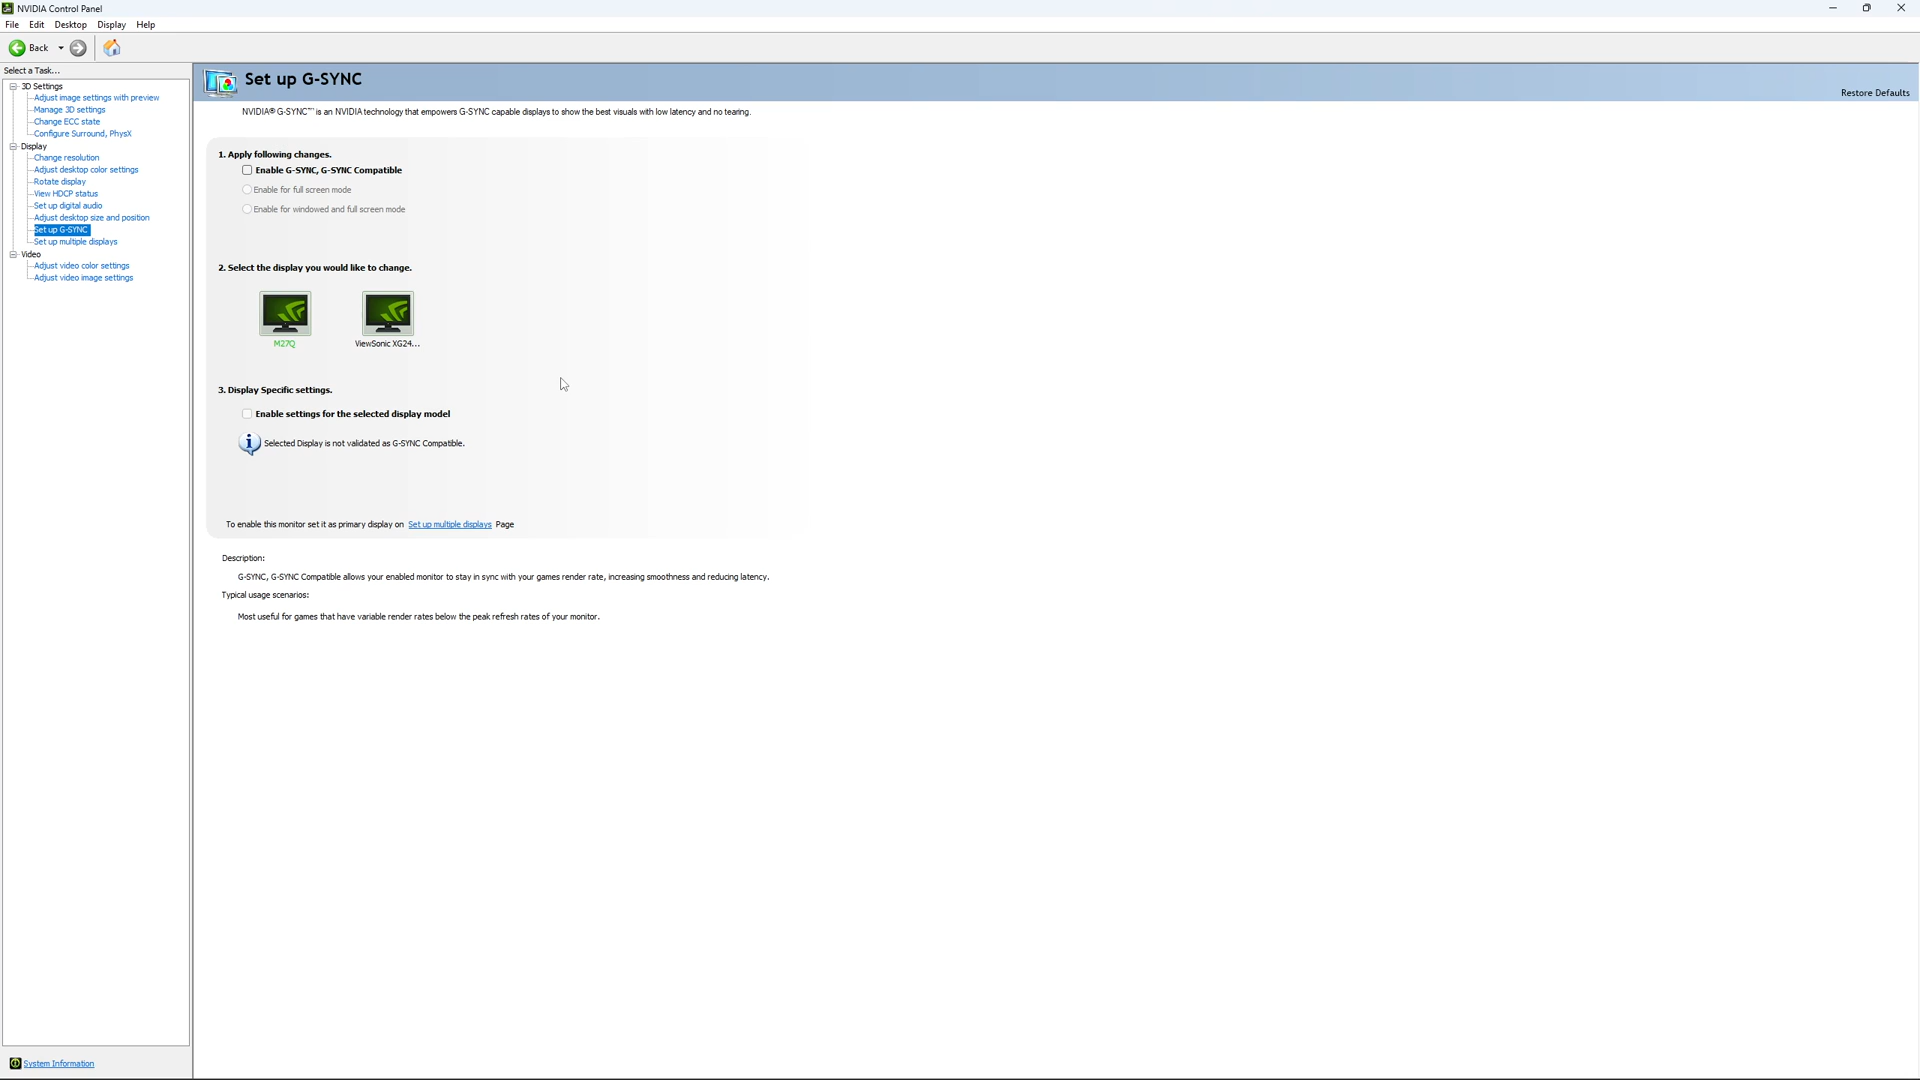 NVIDIA Control Panel
File Edit Desktop Display Help
Back
Select a Task...
3D Settings
Adjust image settings with preview
Manage 3D settings
Change ECC state
Configure Surround, PhysX
Display
Change resolution
Adjust desktop color settings
Rotate display
View HDCP status
Set up digital audio
Adjust desktop size and position
Set up G-SYNC
Set up multiple displays
Video
Adjust video color settings
Adjust video image settings
System Information
Set up G-SYNC
Restore Defaults
NVIDIA® G-SYNC™ is an NVIDIA technology that empowers G-SYNC capable displays to show the best visuals with low latency and no tearing.
1. Apply following changes.
Enable G-SYNC, G-SYNC Compatible
Enable for full screen mode
Enable for windowed and full screen mode
2. Select the display you would like to change.
M27Q ViewSonic XG24...
3. Display Specific settings.
Enable settings for the selected display model
Selected Display is not validated as G-SYNC Compatible.
To enable this monitor set it as primary display on Set up multiple displays Page
Description:
G-SYNC, G-SYNC Compatible allows your enabled monitor to stay in sync with your games render rate, increasing smoothness and reducing latency.
Typical usage scenarios:
Most useful for games that have variable render rates below the peak refresh rates of your monitor.